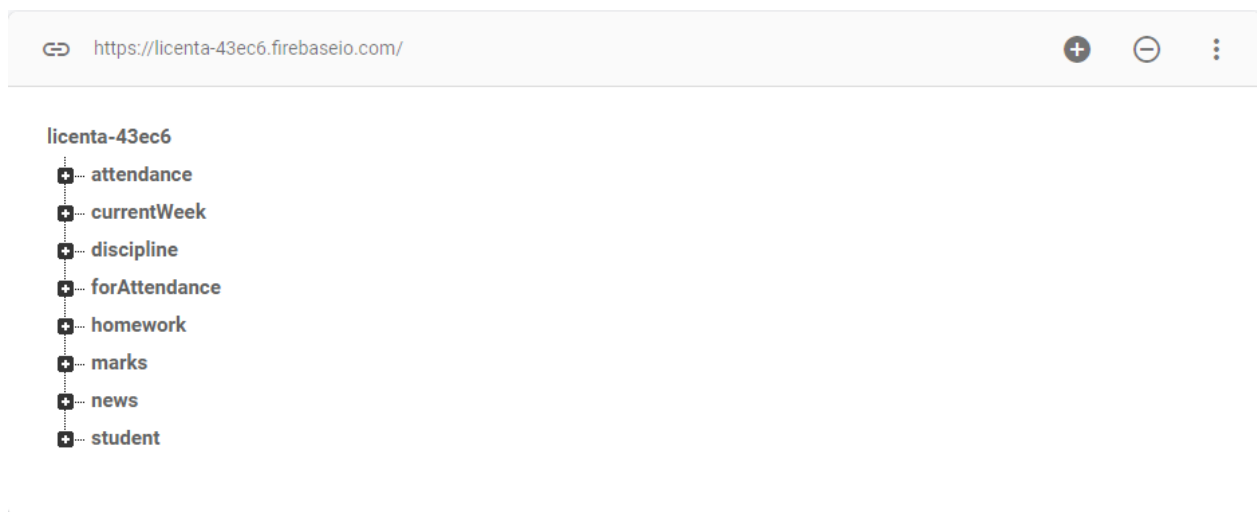 https://licenta-43ec6.firebaseio.com/
licenta-43ec6
attendance
currentWeek
discipline
forAttendance
homework
marks
news
student